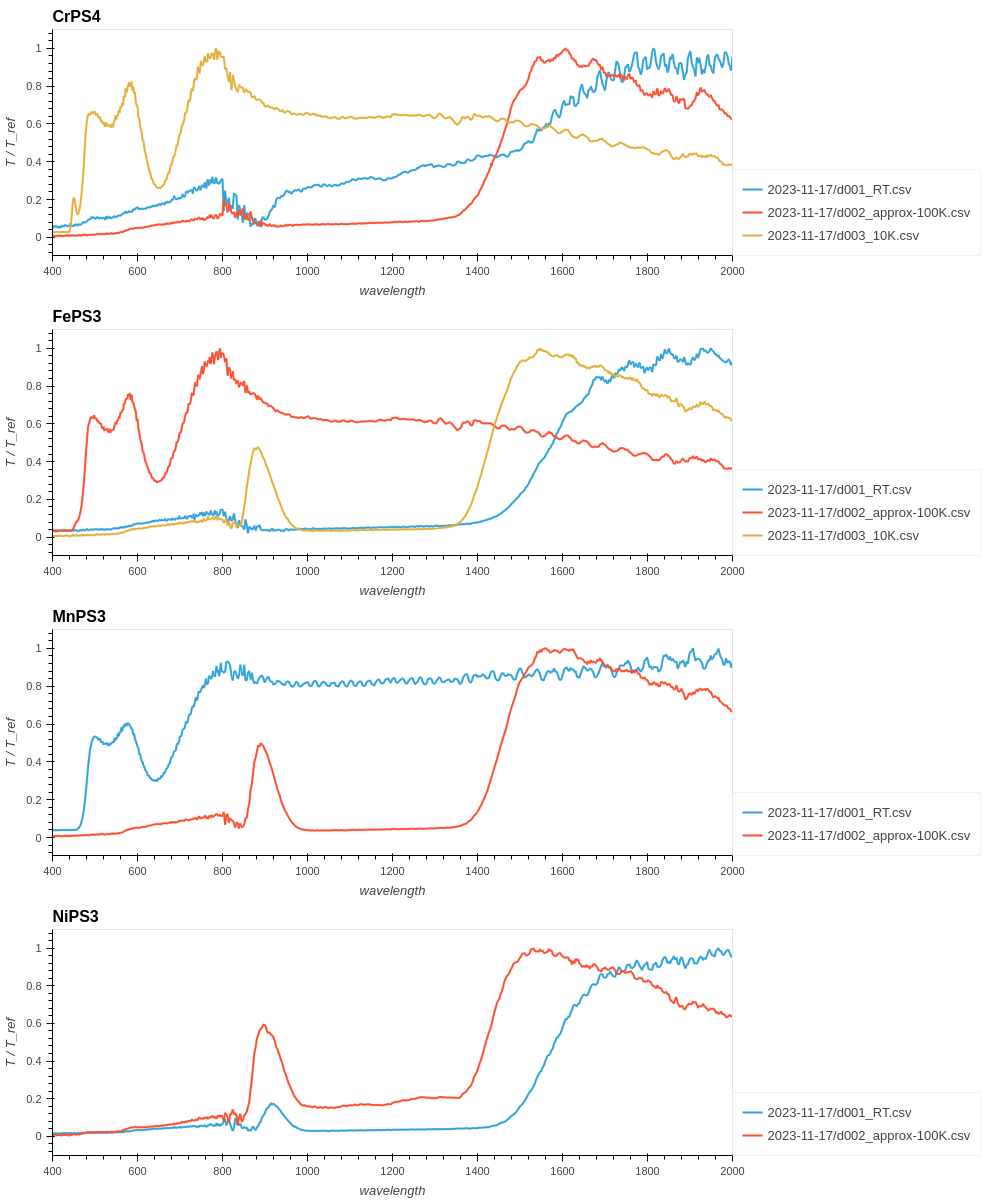 CrPS4
T / T_ref
1
0.8
0.6
0.4
0.2
0
400 600 800 1000 1200 1400 1600 1800 2000
wavelength
2023-11-17/d001_RT.csv
2023-11-17/d002_approx-100K.csv
2023-11-17/d003_10K.csv
FePS3
T / T_ref
1
0.8
0.6
0.4
0.2
0
400 600 800 1000 1200 1400 1600 1800 2000
wavelength
2023-11-17/d001_RT.csv
2023-11-17/d002_approx-100K.csv
2023-11-17/d003_10K.csv
MnPS3
T / T_ref
1
0.8
0.6
0.4
0.2
0
400 600 800 1000 1200 1400 1600 1800 2000
wavelength
2023-11-17/d001_RT.csv
2023-11-17/d002_approx-100K.csv
NiPS3
T / T_ref
1
0.8
0.6
0.4
0.2
0
400 600 800 1000 1200 1400 1600 1800 2000
wavelength
2023-11-17/d001_RT.csv
2023-11-17/d002_approx-100K.csv